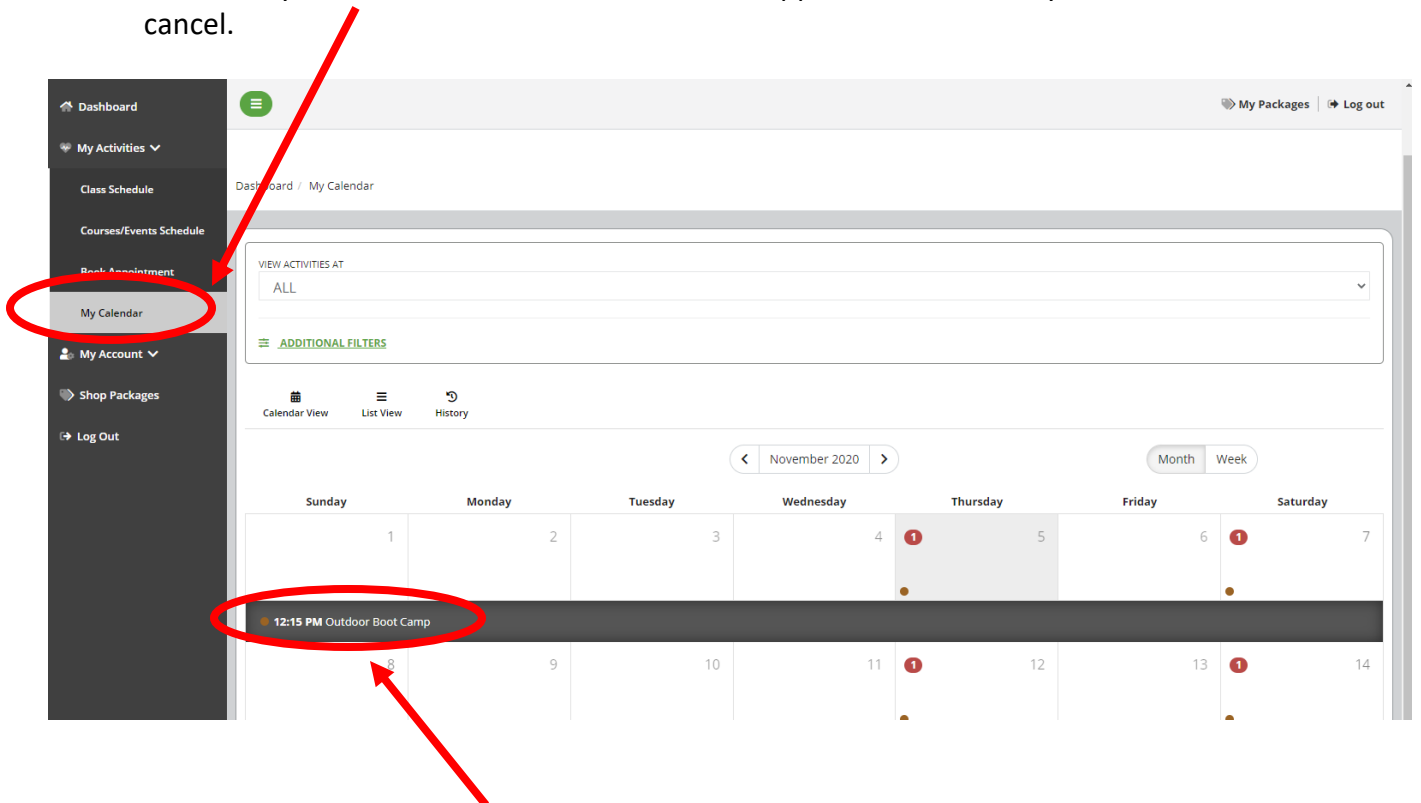 cancel.
Dashboard
My Packages
Log out
My Activities
Class Schedule
Dashboard / My Calendar
Courses/Events Schedule
Book Appointment
VIEW ACTIVITIES AT
ALL
My Calendar
ADDITIONAL FILTERS
My Account
Shop Packages
Calendar View List View History
Log Out
November 2020
Month Week
Sunday Monday Tuesday Wednesday Thursday Friday Saturday
1 2 3 4 1 5 6 1 7
12:15 PM Outdoor Boot Camp
8 9 10 11 1 12 13 1 14